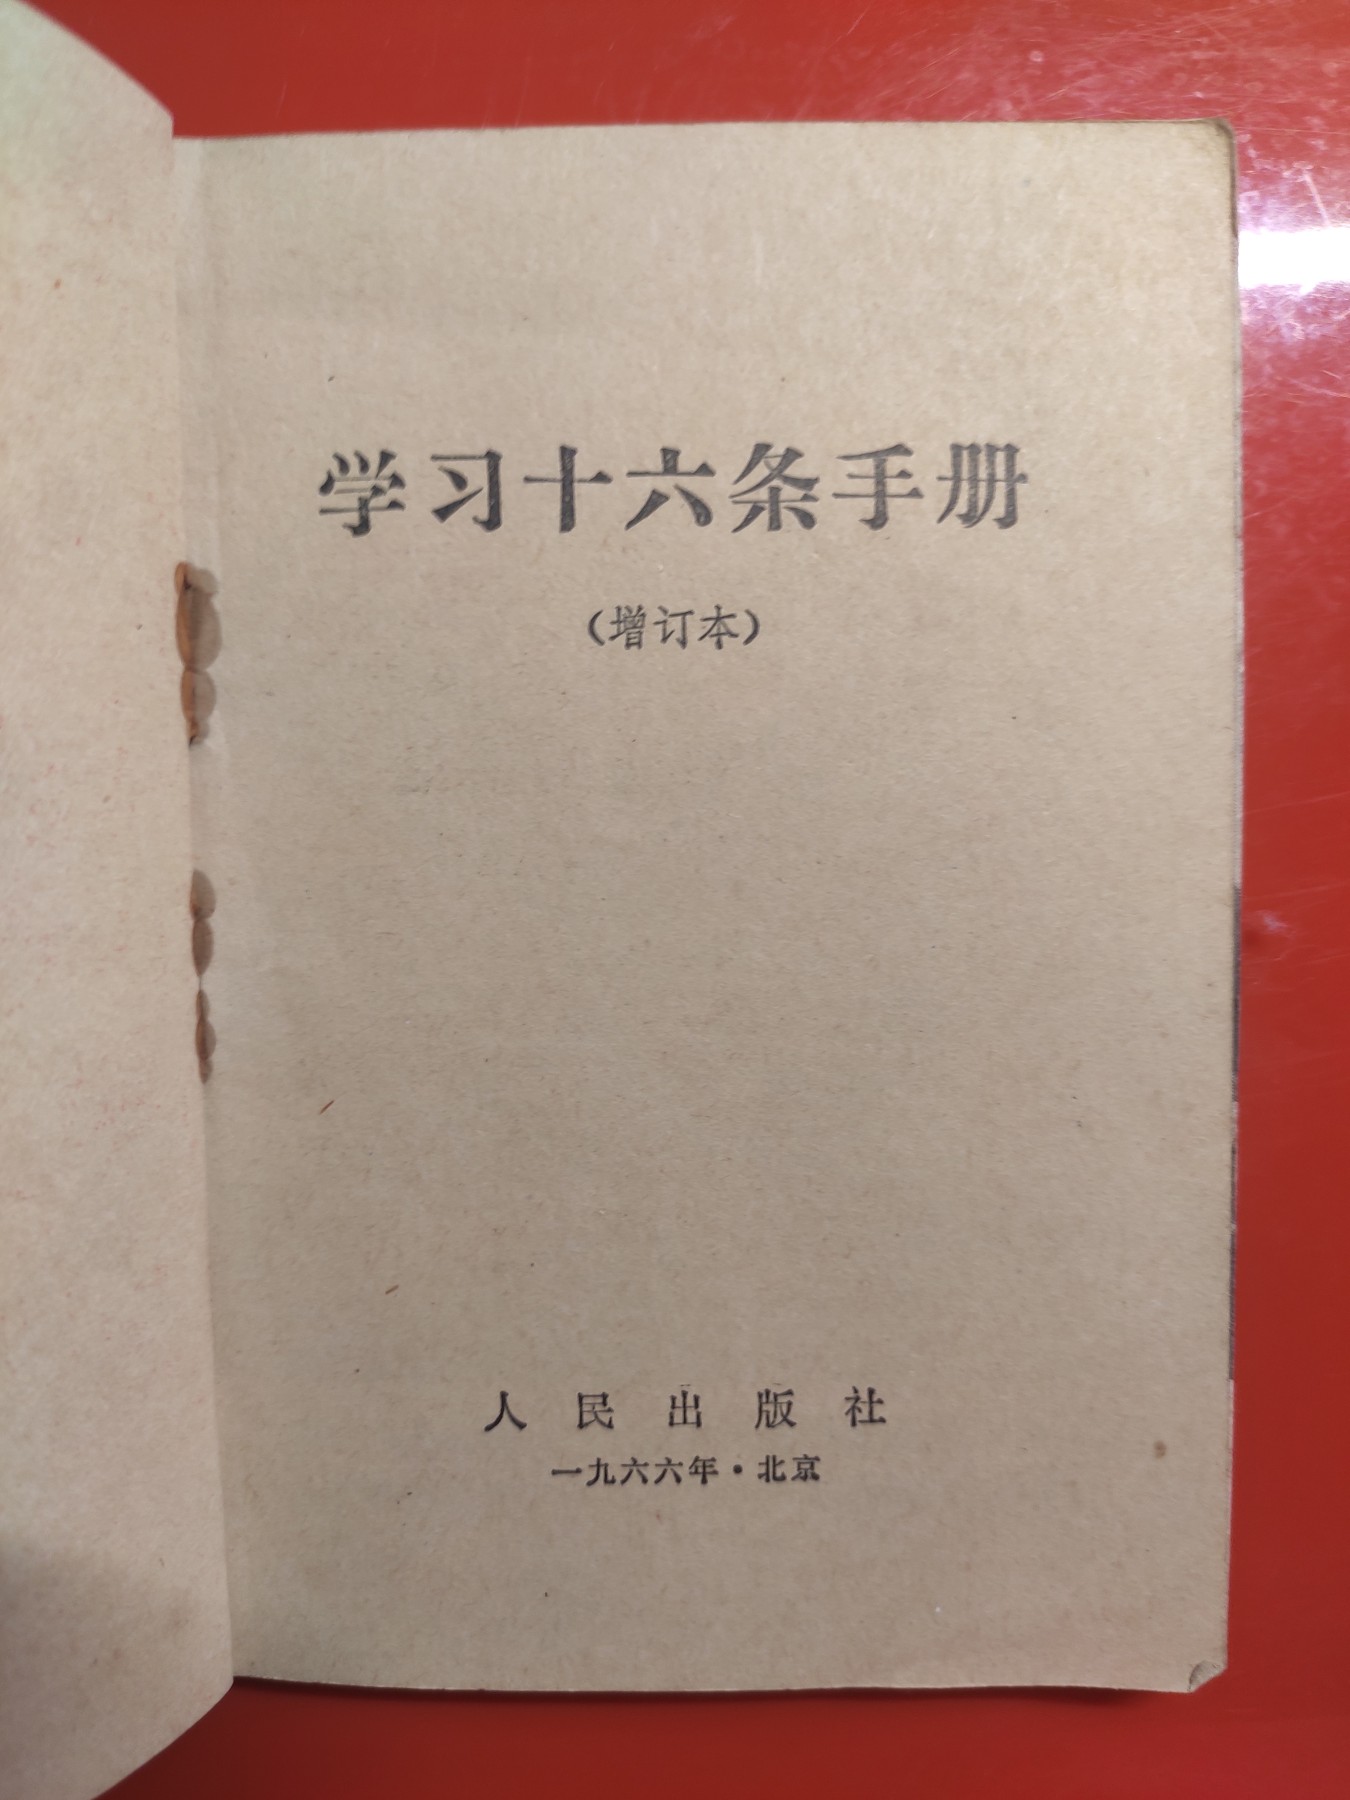 学习十六条手册
（增订本）
人民出版社
一九六六年·北京